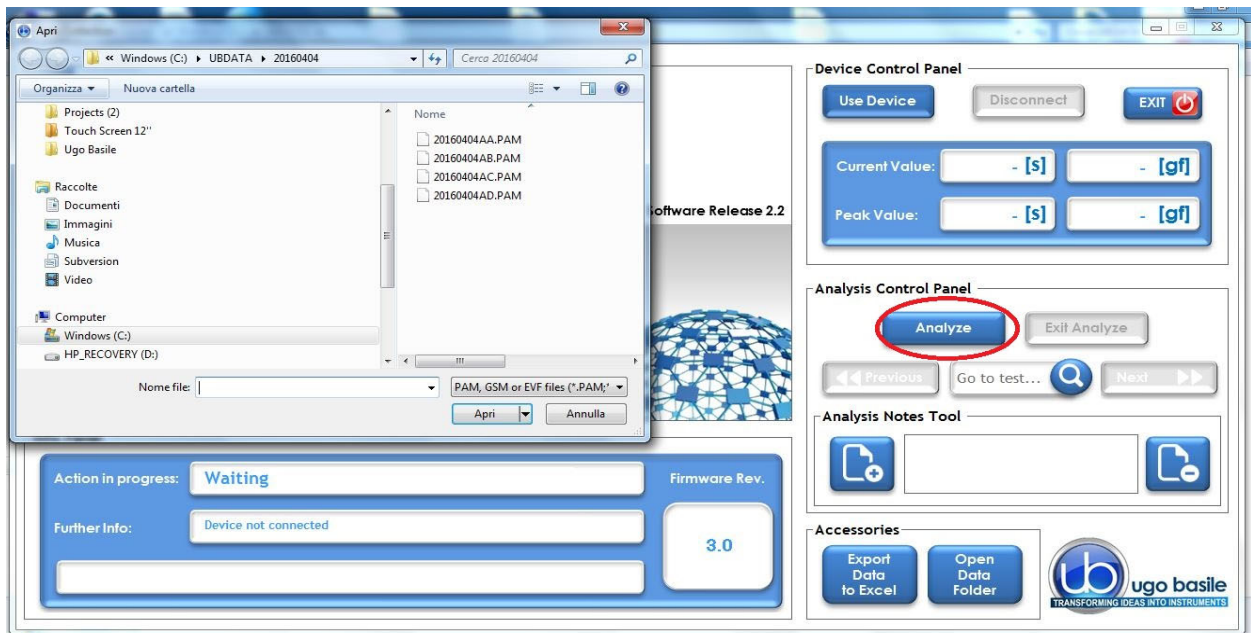 Apri
« Windows (C:) ▸ UBDATA ▸ 20160404
Cerca 20160404
Organizza Nuova cartella
Projects (2)
Touch Screen 12''
Ugo Basile
Raccolte
Documenti
Immagini
Musica
Subversion
Video
Computer
Windows (C:)
HP_RECOVERY (D:)
Nome
20160404AA.PAM
20160404AB.PAM
20160404AC.PAM
20160404AD.PAM
Nome file:
PAM, GSM or EVF files (*.PAM;*
Apri Annulla
Software Release 2.2
Device Control Panel
Use Device Disconnect EXIT
Current Value: - [s] - [gf]
Peak Value: - [s] - [gf]
Analysis Control Panel
Analyze Exit Analyze
Previous Go to test... Next
Analysis Notes Tool
Action in progress: Waiting
Firmware Rev.
Further Info: Device not connected
3.0
Accessories
Export
Data
to Excel
Open
Data
Folder
ub ugo basile
TRANSFORMING IDEAS INTO INSTRUMENTS